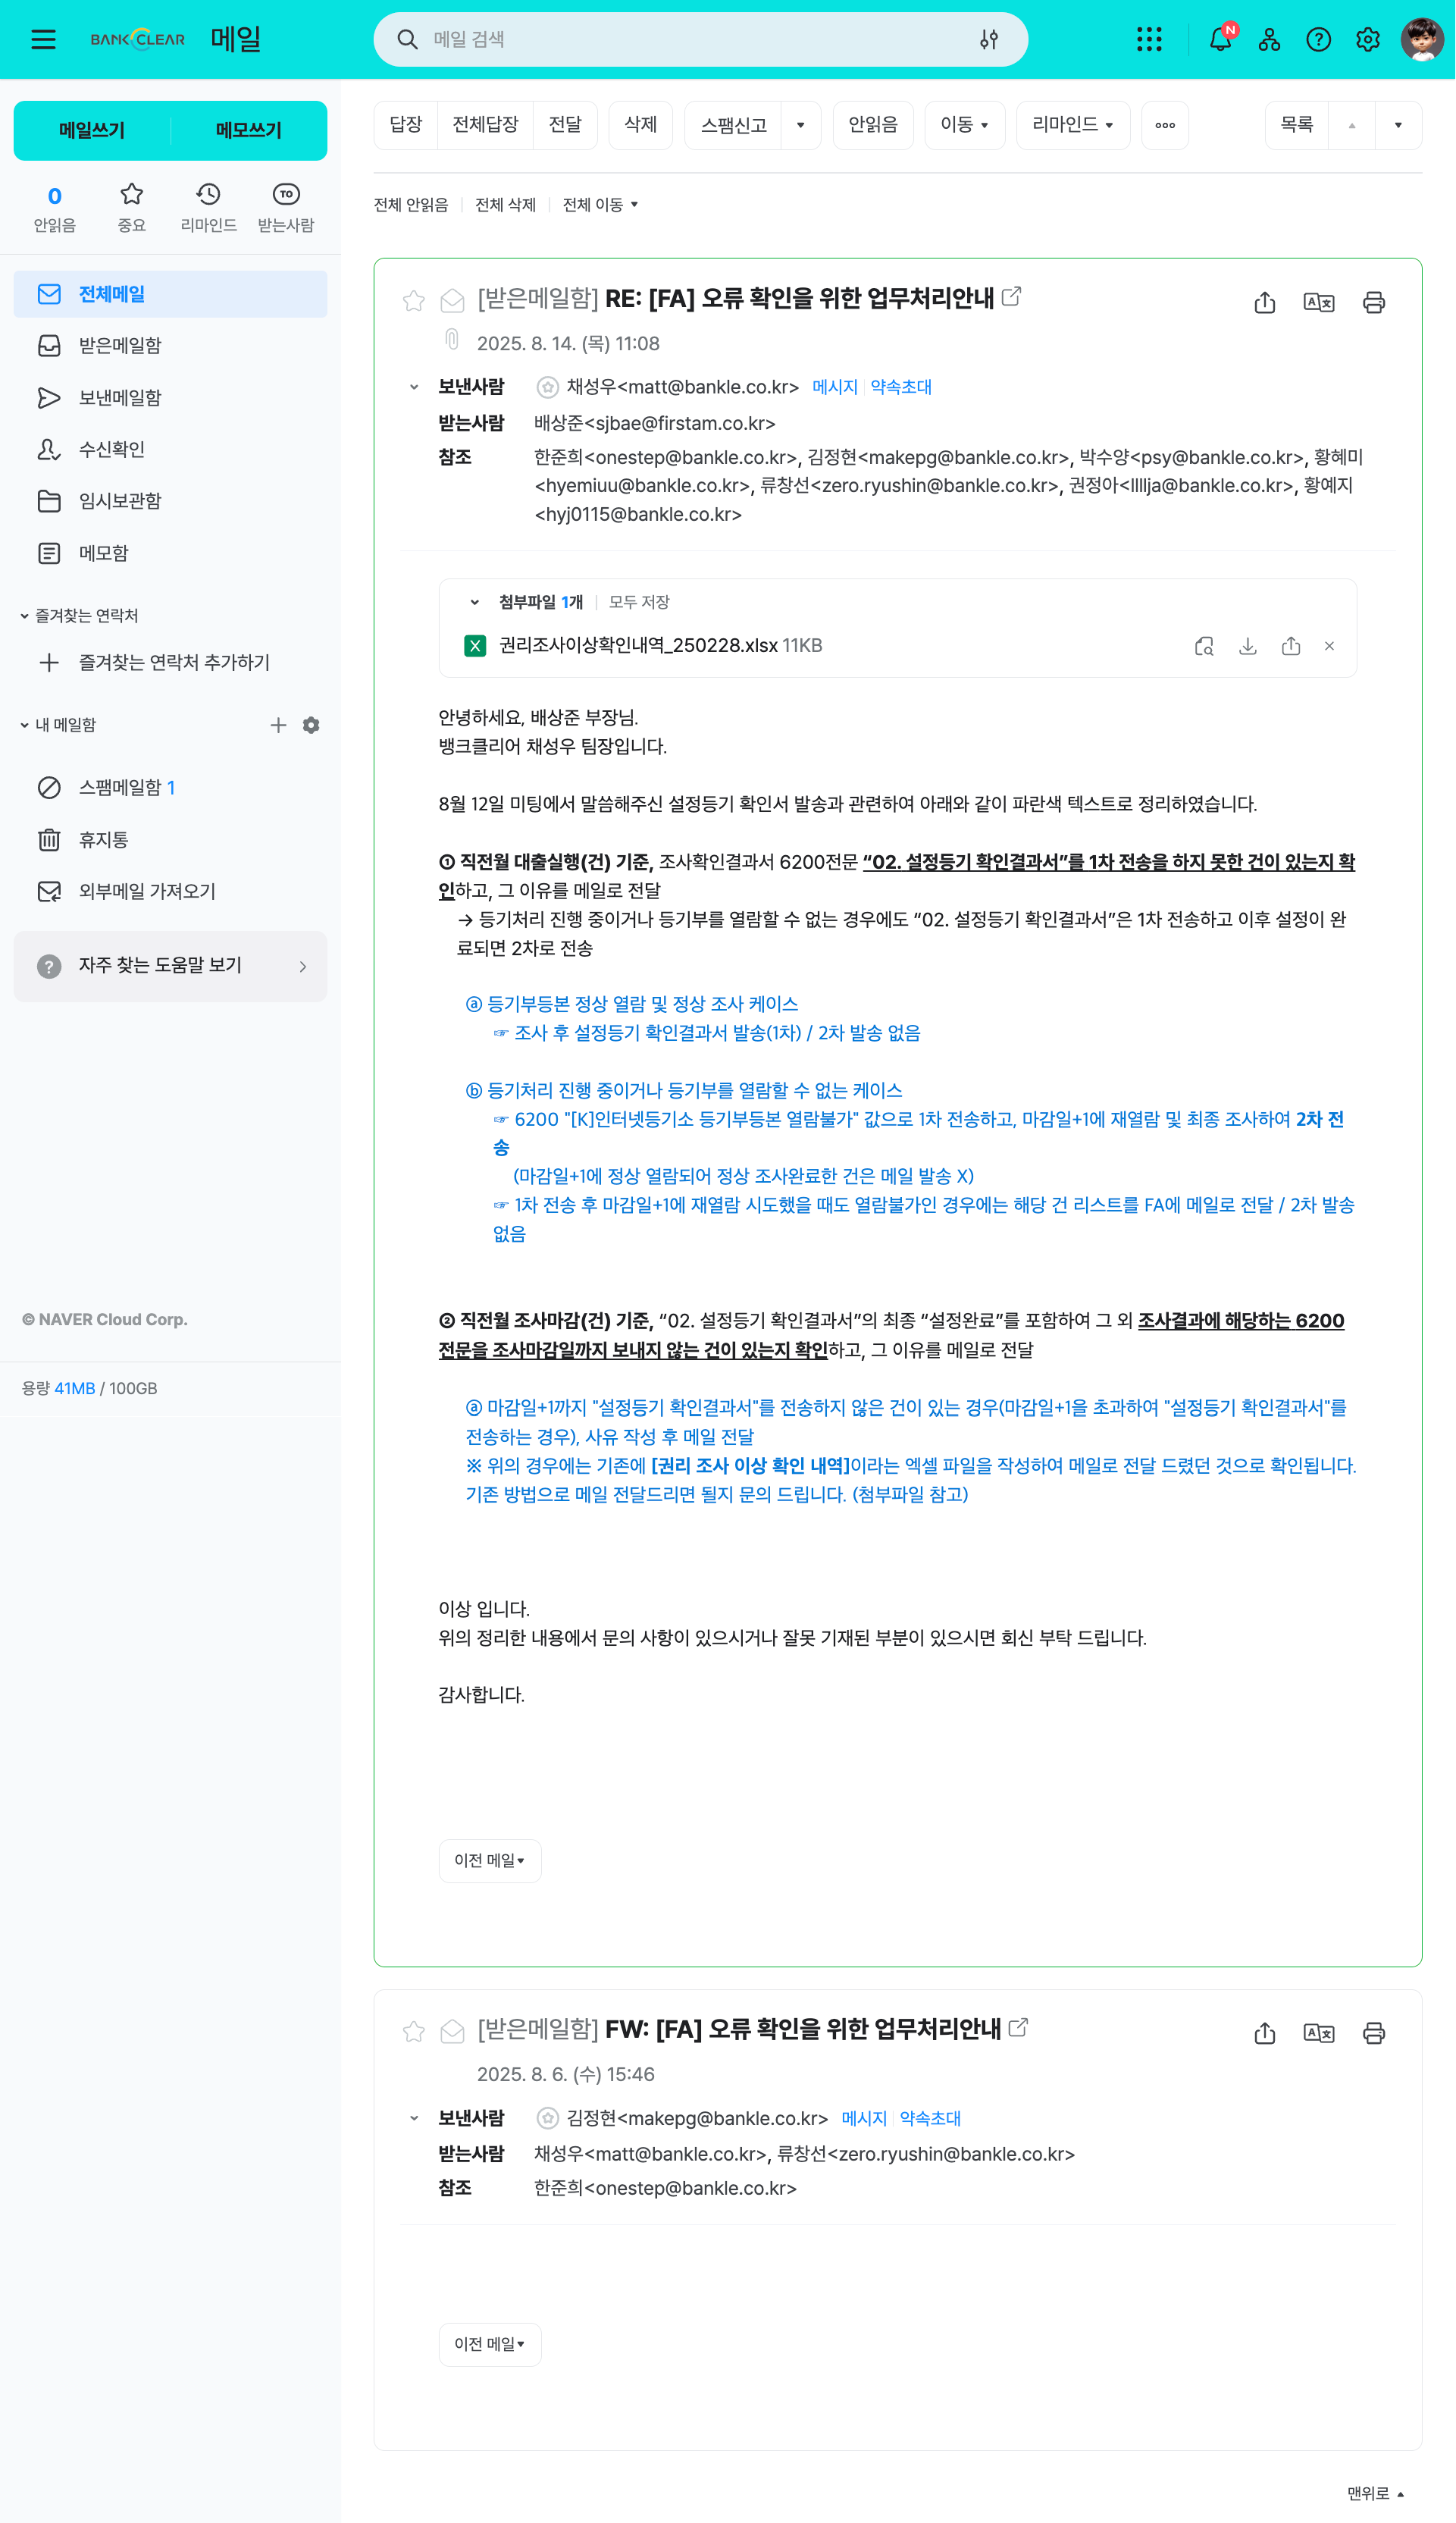 BANKCLEAR 메일
메일 검색
N
메일쓰기 메모쓰기
0
안읽음 중요 리마인드 TO 받는사람
전체메일
받은메일함
보낸메일함
수신확인
임시보관함
메모함
즐겨찾는 연락처
즐겨찾는 연락처 추가하기
내 메일함
스팸메일함 1
휴지통
외부메일 가져오기
자주 찾는 도움말 보기
© NAVER Cloud Corp.
용량 41MB / 100GB
답장 전체답장 전달 삭제 스팸신고 안읽음 이동 리마인드 목록
전체 안읽음 전체 삭제 전체 이동
[받은메일함] RE: [FA] 오류 확인을 위한 업무처리안내
2025. 8. 14. (목) 11:08
보낸사람 채성우<matt@bankle.co.kr> 메시지 약속초대
받는사람 배상준<sjbae@firstam.co.kr>
참조 한준희<onestep@bankle.co.kr>, 김정현<makepg@bankle.co.kr>, 박수양<psy@bankle.co.kr>, 황혜미
<hyemiuu@bankle.co.kr>, 류창선<zero.ryushin@bankle.co.kr>, 권정아<llllja@bankle.co.kr>, 황예지
<hyj0115@bankle.co.kr>
첨부파일 1개 모두 저장
권리조사이상확인내역_250228.xlsx 11KB
안녕하세요, 배상준 부장님.
뱅크클리어 채성우 팀장입니다.
8월 12일 미팅에서 말씀해주신 설정등기 확인서 발송과 관련하여 아래와 같이 파란색 텍스트로 정리하였습니다.
① 직전월 대출실행(건) 기준, 조사확인결과서 6200전문 “02. 설정등기 확인결과서”를 1차 전송을 하지 못한 건이 있는지 확
인하고, 그 이유를 메일로 전달
→ 등기처리 진행 중이거나 등기부를 열람할 수 없는 경우에도 “02. 설정등기 확인결과서”은 1차 전송하고 이후 설정이 완
료되면 2차로 전송
ⓐ 등기부등본 정상 열람 및 정상 조사 케이스
☞ 조사 후 설정등기 확인결과서 발송(1차) / 2차 발송 없음
ⓑ 등기처리 진행 중이거나 등기부를 열람할 수 없는 케이스
☞ 6200 "[K]인터넷등기소 등기부등본 열람불가" 값으로 1차 전송하고, 마감일+1에 재열람 및 최종 조사하여 2차 전
송
(마감일+1에 정상 열람되어 정상 조사완료한 건은 메일 발송 X)
☞ 1차 전송 후 마감일+1에 재열람 시도했을 때도 열람불가인 경우에는 해당 건 리스트를 FA에 메일로 전달 / 2차 발송
없음
② 직전월 조사마감(건) 기준, “02. 설정등기 확인결과서”의 최종 “설정완료”를 포함하여 그 외 조사결과에 해당하는 6200
전문을 조사마감일까지 보내지 않는 건이 있는지 확인하고, 그 이유를 메일로 전달
ⓐ 마감일+1까지 "설정등기 확인결과서"를 전송하지 않은 건이 있는 경우(마감일+1을 초과하여 "설정등기 확인결과서"를
전송하는 경우), 사유 작성 후 메일 전달
※ 위의 경우에는 기존에 [권리 조사 이상 확인 내역]이라는 엑셀 파일을 작성하여 메일로 전달 드렸던 것으로 확인됩니다.
기존 방법으로 메일 전달드리면 될지 문의 드립니다. (첨부파일 참고)
이상 입니다.
위의 정리한 내용에서 문의 사항이 있으시거나 잘못 기재된 부분이 있으시면 회신 부탁 드립니다.
감사합니다.
이전 메일
[받은메일함] FW: [FA] 오류 확인을 위한 업무처리안내
2025. 8. 6. (수) 15:46
보낸사람 김정현<makepg@bankle.co.kr> 메시지 약속초대
받는사람 채성우<matt@bankle.co.kr>, 류창선<zero.ryushin@bankle.co.kr>
참조 한준희<onestep@bankle.co.kr>
이전 메일
맨위로